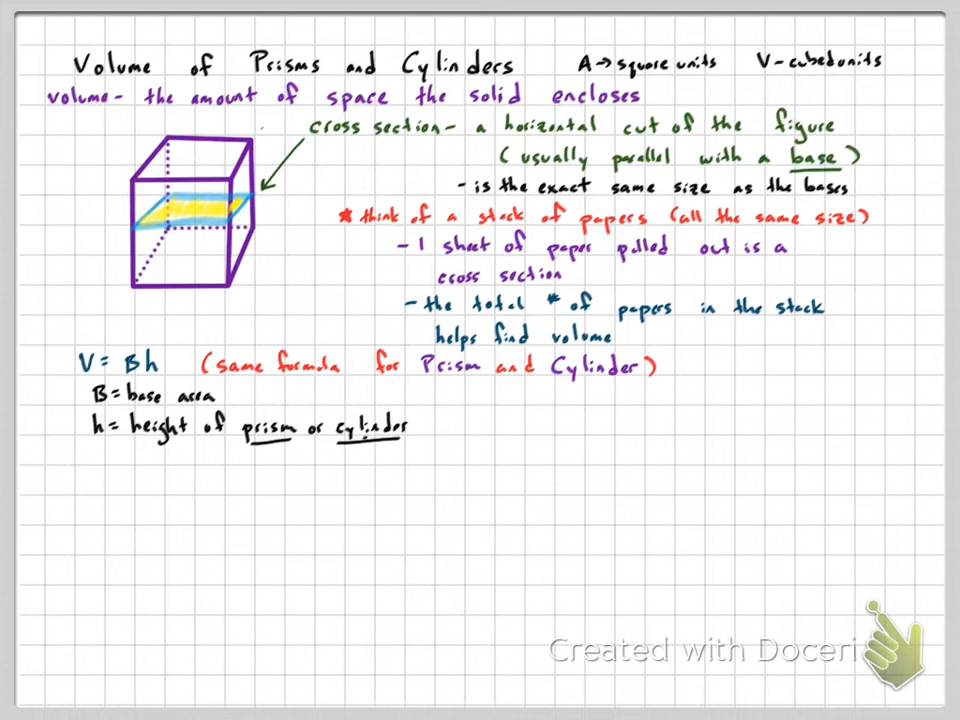 Volume of Prisms and Cylinders A→square units V-cubed units
volume- the amount of space the solid encloses
cross section- a horizontal cut of the figure
(usually parallel with a base)
-is the exact same size as the bases
* think of a stack of papers (all the same size)
-1 sheet of paper pulled out is a
cross section
-the total # of papers in the stack
helps find volume
V= Bh (same formula for Prism and Cylinder)
B=base area
h=height of prism or cylinder
Created with Doceri